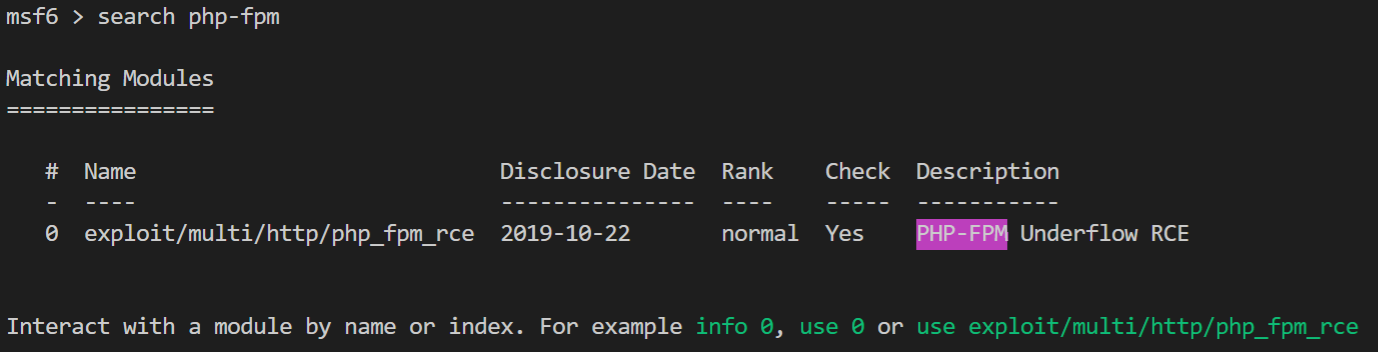 msf6 > search php-fpm
Matching Modules
================
# Name Disclosure Date Rank Check Description
- ---- --------------- ---- ----- -----------
0 exploit/multi/http/php_fpm_rce 2019-10-22 normal Yes PHP-FPM Underflow RCE
Interact with a module by name or index. For example info 0, use 0 or use exploit/multi/http/php_fpm_rce